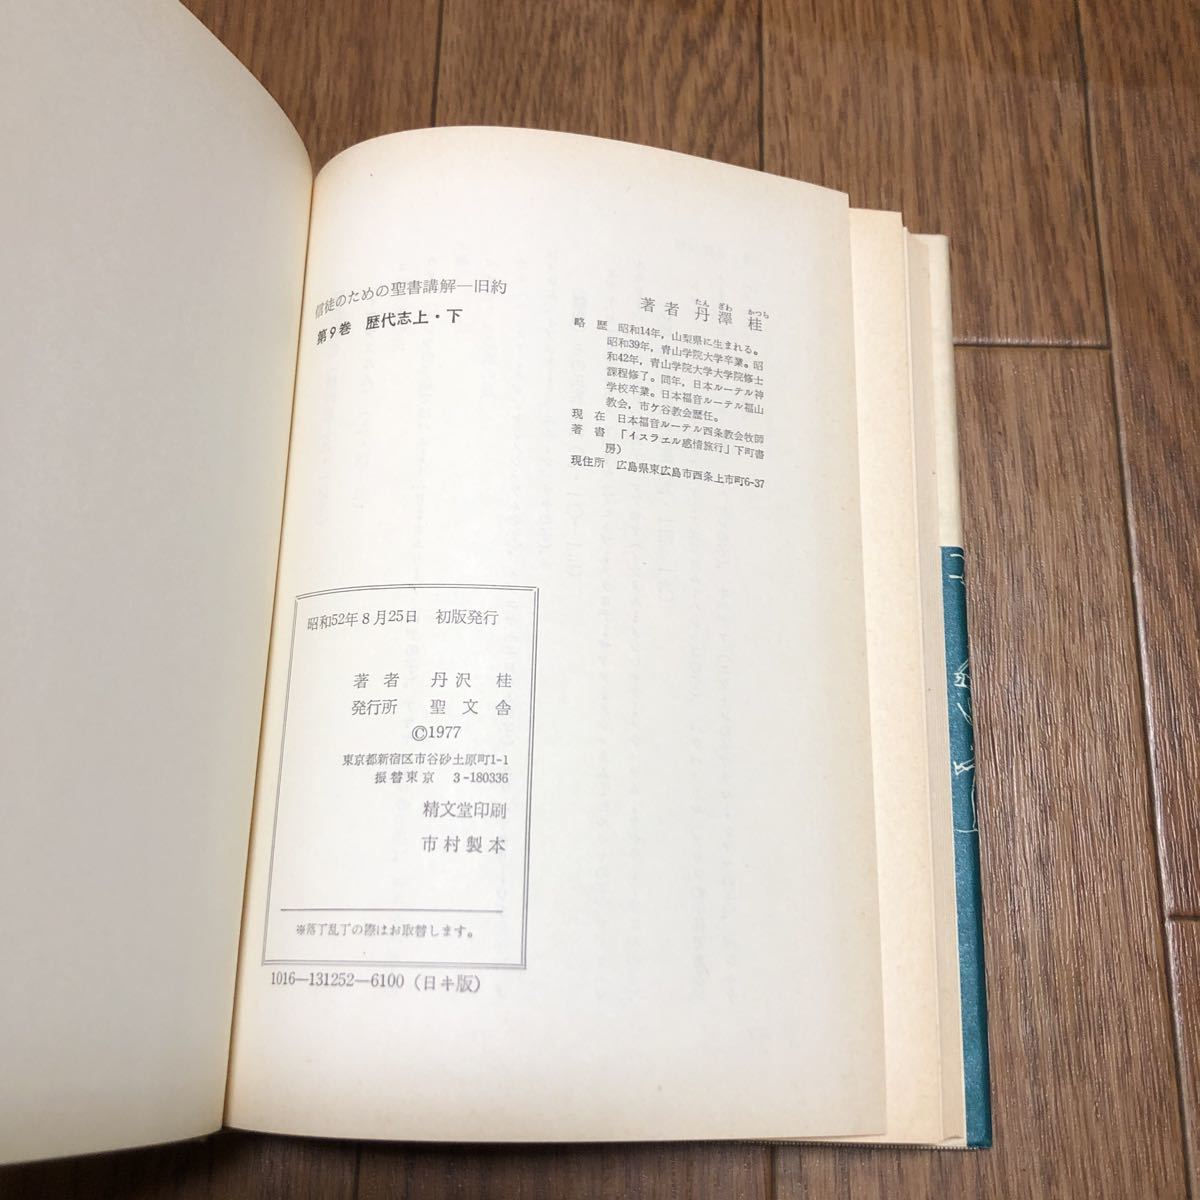 信徒のための聖書講解―旧約
第9巻 歴代志上・下
たん ざわ かつら
著者 丹澤 桂
略歴 昭和14年，山梨県に生まれる。
昭和39年，青山学院大学卒業。昭
和42年，青山学院大学大学院修士
課程修了。同年，日本ルーテル神
学校卒業。日本福音ルーテル福山
教会，市ケ谷教会歴任。
現在 日本福音ルーテル西条教会牧師
著書 「イスラエル感情旅行」下町書
房）
現住所 広島県東広島市西条上市町6-37
昭和52年8月25日 初版発行
著者 丹沢 桂
発行所 聖文舎
©1977
東京都新宿区市谷砂土原町1-1
振替東京 3-180336
精文堂印刷
市村製本
※落丁乱丁の際はお取替します。
1016―131252―6100（日キ版）